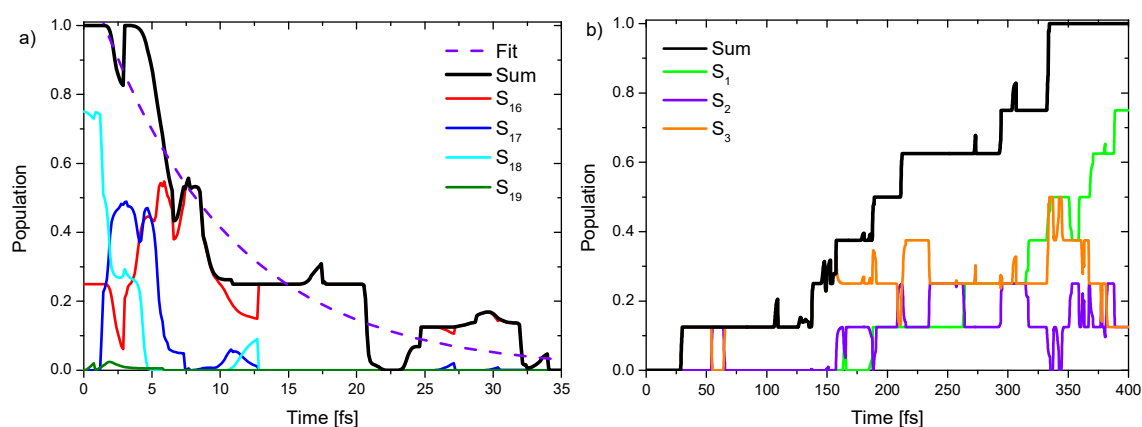 a)
Population
1.0
0.8
0.6
0.4
0.2
0.0
0
5
10
15
20
25
30
35
Time [fs]
Fit
Sum
S16
S17
S18
S19
b)
Population
1.0
0.8
0.6
0.4
0.2
0.0
0
50
100
150
200
250
300
350
400
Time [fs]
Sum
S1
S2
S3